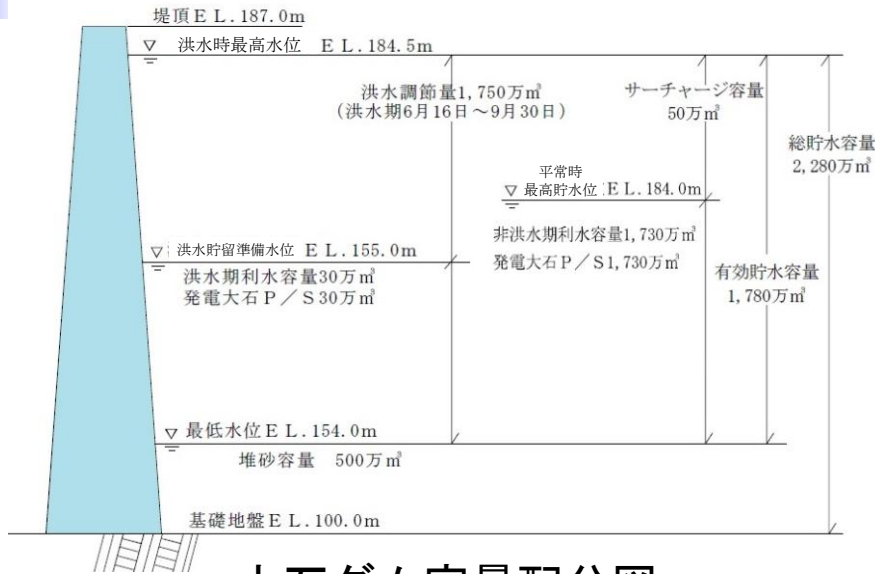 堤頂ＥＬ.187.0m
洪水時最高水位　ＥＬ.184.5m
洪水調節量1,750万㎥
(洪水期6月16日～9月30日)
サーチャージ容量
50万㎥
総貯水容量
2,280万㎥
平常時
最高貯水位 ＥＬ.184.0m
非洪水期利水容量1,730万㎥
発電大石Ｐ／Ｓ1,730万㎥
洪水貯留準備水位　ＥＬ.155.0m
洪水期利水容量30万㎥
発電大石Ｐ／Ｓ30万㎥
有効貯水容量
1,780万㎥
最低水位ＥＬ.154.0m
堆砂容量　500万㎥
基礎地盤ＥＬ.100.0m
大石ダム容量配分図